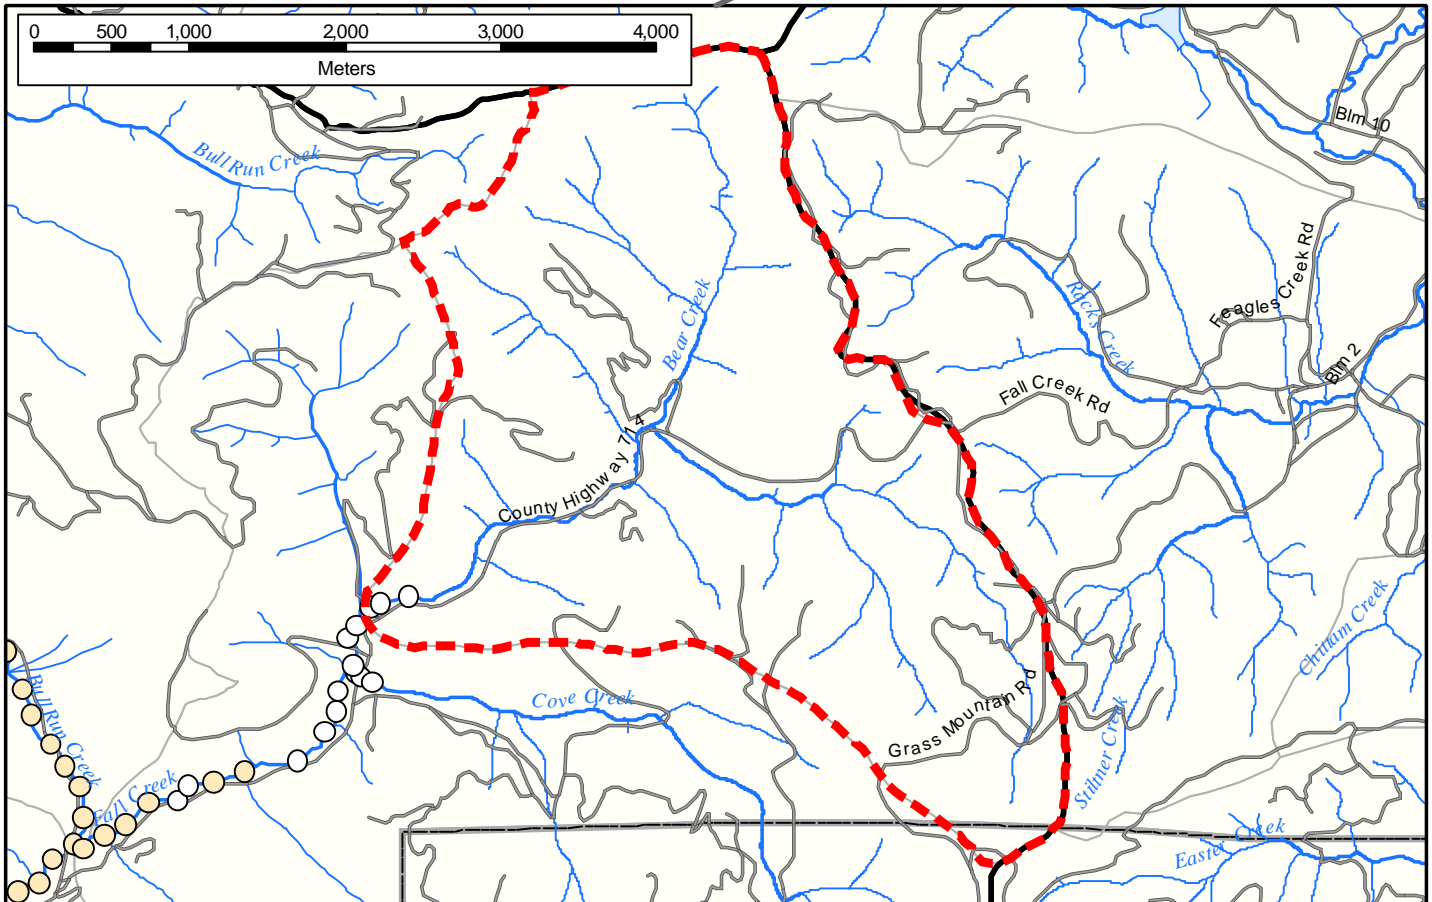 0 500 1,000 2,000 3,000 4,000
Meters
Blm 10
Bull Run Creek
Feagles Creek Rd
Bear Creek
Rock's Creek
Blm 2
Fall Creek Rd
County Highway 714
Chinam Creek
Grass Mountain Rd
Cove Creek
Bull Run Creek
Stilmer Creek
Fall Creek
Easter Creek